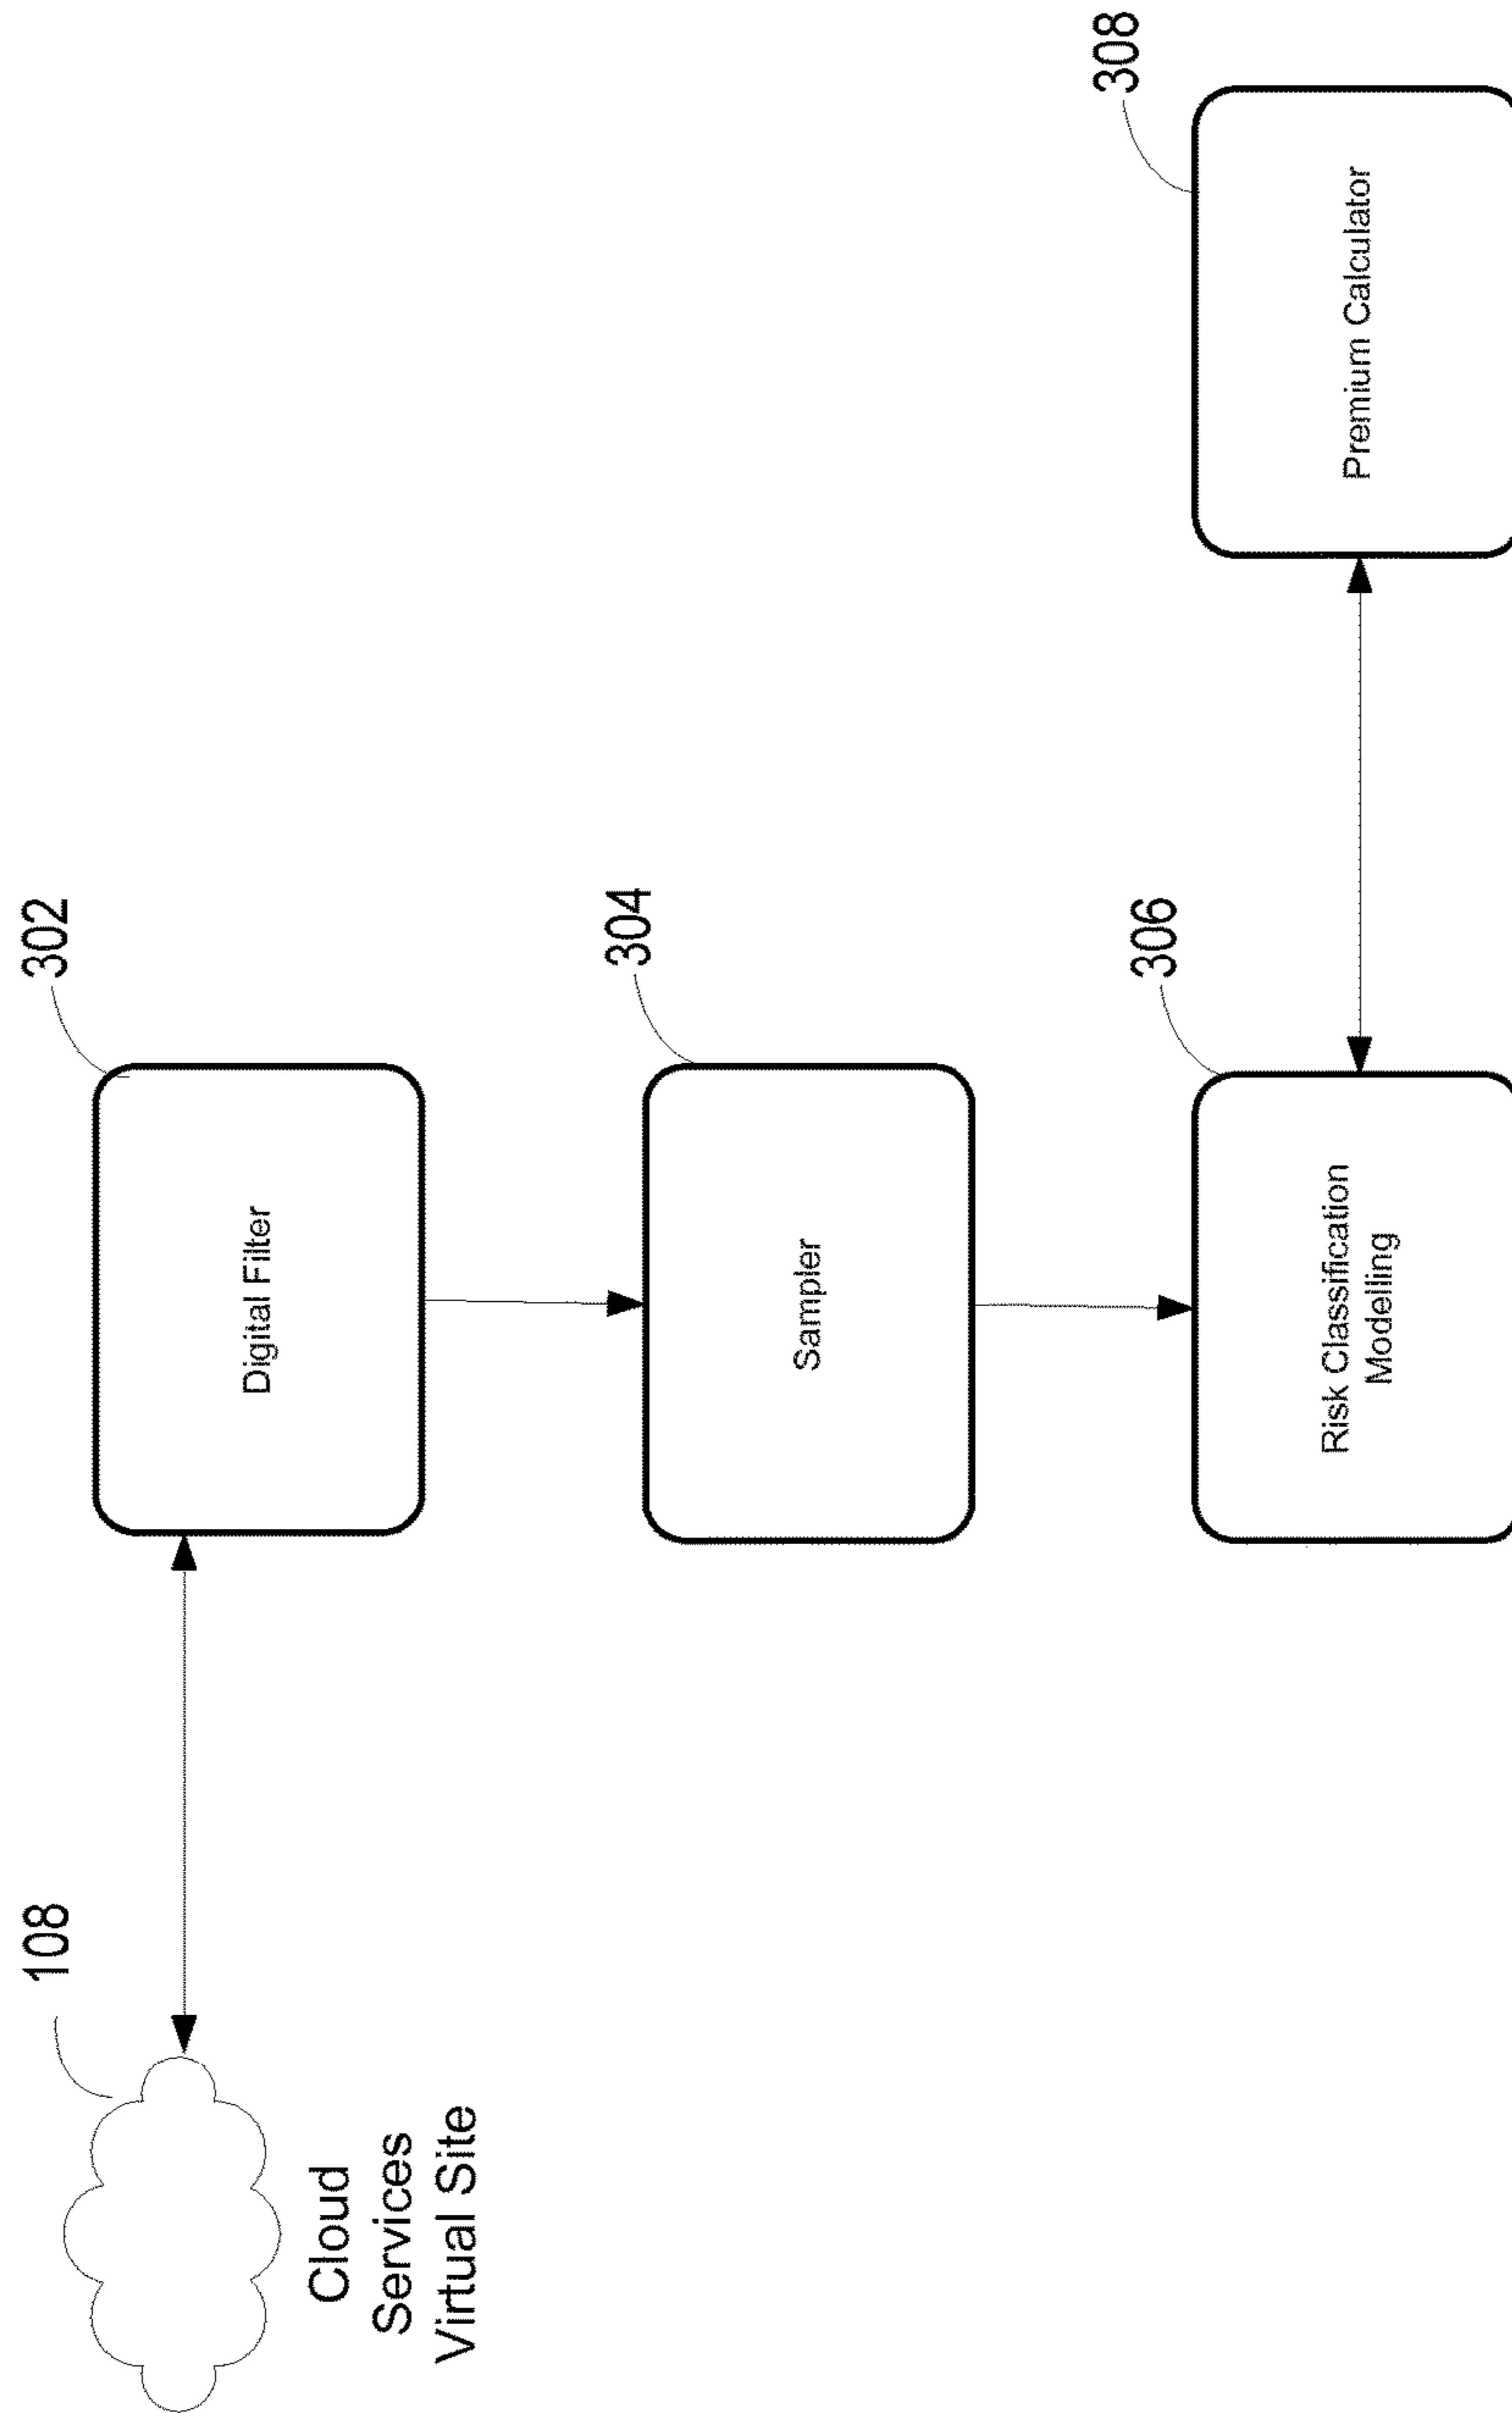 108
Cloud
Services
Virtual Site
302
Digital Filter
304
Sampler
306
Risk Classification
Modelling
308
Premium Calculator